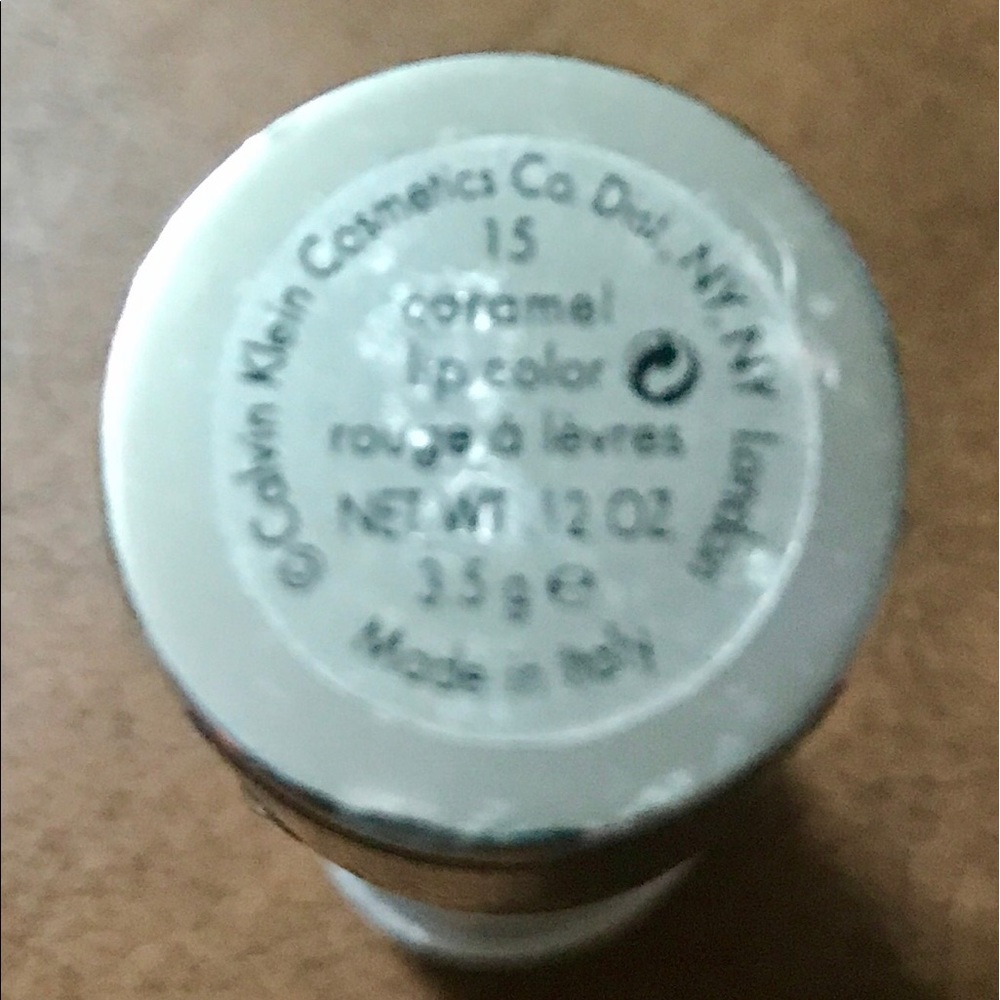 ©Calvin Klein Cosmetics Co. Dist., NY, NY London
15
caramel
lip color
rouge à lèvres
NET WT .12 OZ
3.5 g ℮
Made in Italy